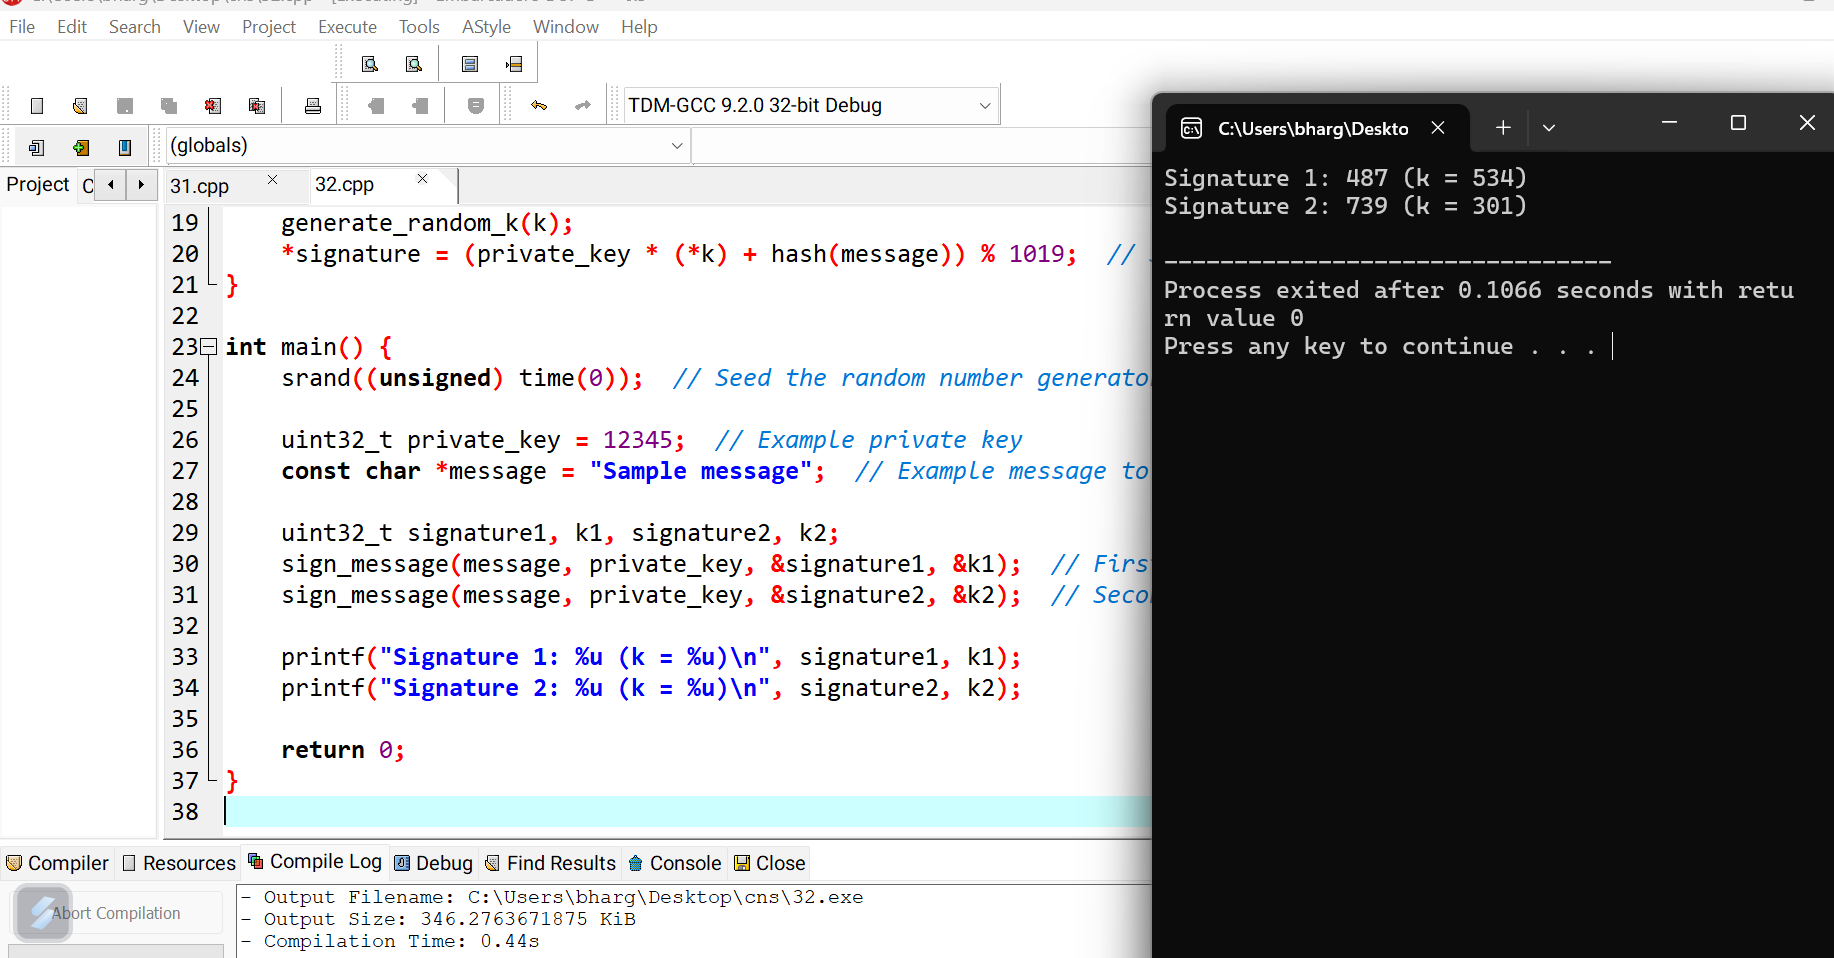 File Edit Search View Project Execute Tools AStyle Window Help
TDM-GCC 9.2.0 32-bit Debug
(globals)
Project
31.cpp
32.cpp
19 generate_random_k(k);
20 *signature = (private_key * (*k) + hash(message)) % 1019; //
21 }
22
23 int main() {
24 srand((unsigned) time(0)); // Seed the random number generato
25
26 uint32_t private_key = 12345; // Example private key
27 const char *message = "Sample message"; // Example message to
28
29 uint32_t signature1, k1, signature2, k2;
30 sign_message(message, private_key, &signature1, &k1); // Firs
31 sign_message(message, private_key, &signature2, &k2); // Seco
32
33 printf("Signature 1: %u (k = %u)\n", signature1, k1);
34 printf("Signature 2: %u (k = %u)\n", signature2, k2);
35
36 return 0;
37 }
38
Compiler Resources Compile Log Debug Find Results Console Close
Abort Compilation
- Output Filename: C:\Users\bharg\Desktop\cns\32.exe
- Output Size: 346.2763671875 KiB
- Compilation Time: 0.44s
C:\Users\bharg\Deskto
Signature 1: 487 (k = 534)
Signature 2: 739 (k = 301)
--------------------------------
Process exited after 0.1066 seconds with retu
rn value 0
Press any key to continue . . .